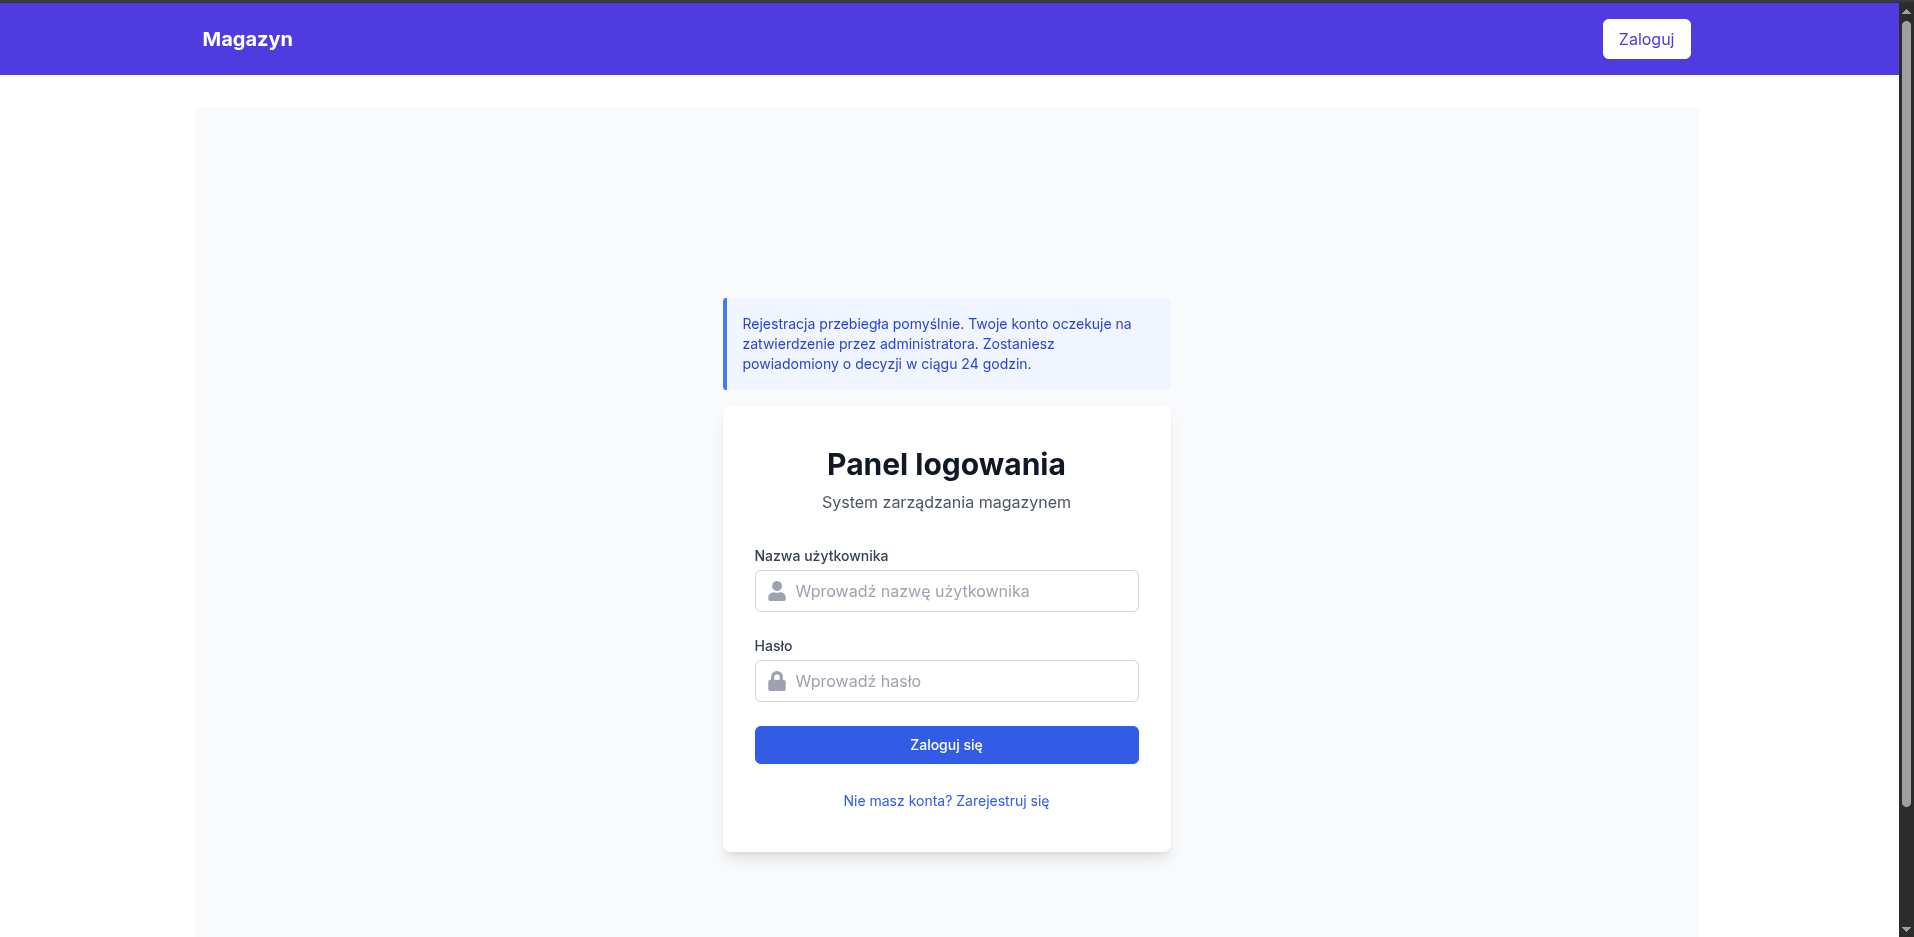 Magazyn
Zaloguj
Rejestracja przebiegła pomyślnie. Twoje konto oczekuje na
zatwierdzenie przez administratora. Zostaniesz
powiadomiony o decyzji w ciągu 24 godzin.
Panel logowania
System zarządzania magazynem
Nazwa użytkownika
Wprowadź nazwę użytkownika
Hasło
Wprowadź hasło
Zaloguj się
Nie masz konta? Zarejestruj się